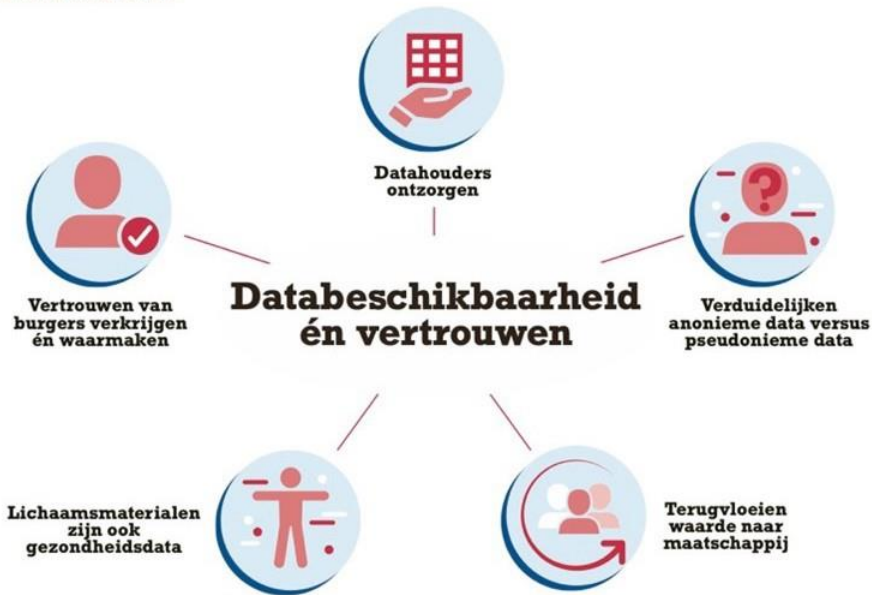 Datahouders
ontzorgen
Vertrouwen van
burgers verkrijgen
én waarmaken
Databeschikbaarheid
én vertrouwen
Verduidelijken
anonieme data versus
pseudonieme data
Lichaamsmaterialen
zijn ook
gezondheidsdata
Terugvloeien
waarde naar
maatschappij